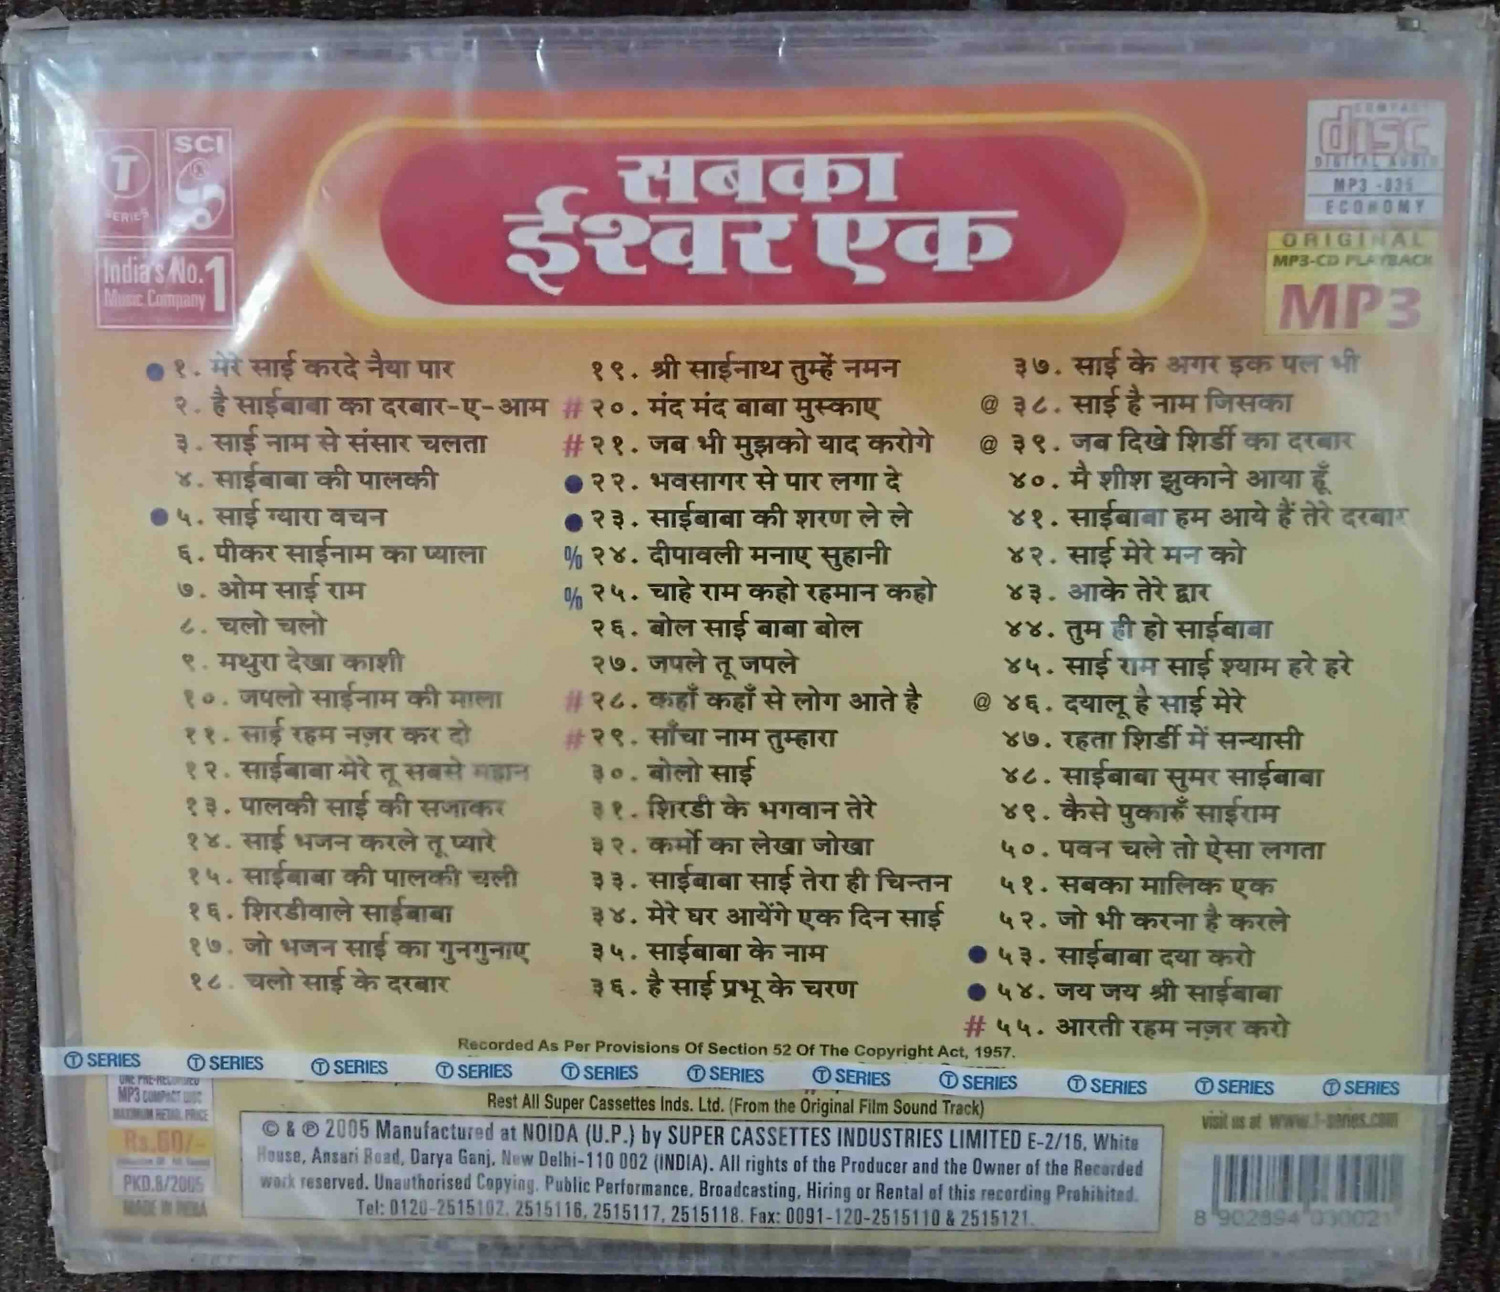 T
SERIES
SCI
India's No. 1
Music Company
सबका
ईश्वर एक
COMPACT
disc
DIGITAL AUDIO
MP3 -035
ECONOMY
ORIGINAL
MP3-CD PLAYBACK
MP3
१. मेरे साई करदे नैया पार
२. है साईबाबा का दरबार-ए-आम
३. साई नाम से संसार चलता
४. साईबाबा की पालकी
५. साई ग्यारा वचन
६. पीकर साईनाम का प्याला
७. ओम साई राम
८. चलो चलो
९. मथुरा देखा काशी
१०. जपलो साईनाम की माला
११. साई रहम नज़र कर दो
१२. साईबाबा मेरे तू सबसे महान
१३. पालकी साई की सजाकर
१४. साई भजन करले तू प्यारे
१५. साईबाबा की पालकी चली
१६. शिरडीवाले साईबाबा
१७. जो भजन साई का गुनगुनाए
१८. चलो साई के दरबार
१९. श्री साईनाथ तुम्हें नमन
# २०. मंद मंद बाबा मुस्काए
# २१. जब भी मुझको याद करोगे
२२. भवसागर से पार लगा दे
२३. साईबाबा की शरण ले ले
% २४. दीपावली मनाए सुहानी
% २५. चाहे राम कहो रहमान कहो
२६. बोल साई बाबा बोल
२७. जपले तू जपले
# २८. कहाँ कहाँ से लोग आते है
# २९. साँचा नाम तुम्हारा
३०. बोलो साई
३१. शिरडी के भगवान तेरे
३२. कर्मो का लेखा जोखा
३३. साईबाबा साई तेरा ही चिन्तन
३४. मेरे घर आयेंगे एक दिन साई
३५. साईबाबा के नाम
३६. है साई प्रभू के चरण
३७. साई के अगर इक पल भी
@ ३८. साई है नाम जिसका
@ ३९. जब दिखे शिर्डी का दरबार
४०. मै शीश झुकाने आया हूँ
४१. साईबाबा हम आये हैं तेरे दरबार
४२. साई मेरे मन को
४३. आके तेरे द्वार
४४. तुम ही हो साईबाबा
४५. साई राम साई श्याम हरे हरे
@ ४६. दयालू है साई मेरे
४७. रहता शिर्डी में सन्यासी
४८. साईबाबा सुमर साईबाबा
४९. कैसे पुकारुँ साईराम
५०. पवन चले तो ऐसा लगता
५१. सबका मालिक एक
५२. जो भी करना है करले
५३. साईबाबा दया करो
५४. जय जय श्री साईबाबा
# ५५. आरती रहम नज़र करो
Recorded As Per Provisions Of Section 52 Of The Copyright Act, 1957.
T SERIES T SERIES T SERIES T SERIES T SERIES T SERIES T SERIES T SERIES T SERIES T SERIES T SERIES
Rest All Super Cassettes Inds. Ltd. (From the Original Film Sound Track)
ONE PRE-RECORDED
MP3 COMPACT DISC
MAXIMUM RETAIL PRICE
Rs.60/-
PKD.8/2005
MADE IN INDIA
© & ℗ 2005 Manufactured at NOIDA (U.P.) by SUPER CASSETTES INDUSTRIES LIMITED E-2/16, White
House, Ansari Road, Darya Ganj, New Delhi-110 002 (INDIA). All rights of the Producer and the Owner of the Recorded
work reserved. Unauthorised Copying, Public Performance, Broadcasting, Hiring or Rental of this recording Prohibited.
Tel: 0120-2515102, 2515116, 2515117, 2515118. Fax: 0091-120-2515110 & 2515121.
visit us at www.t-series.com
8 902894 030021